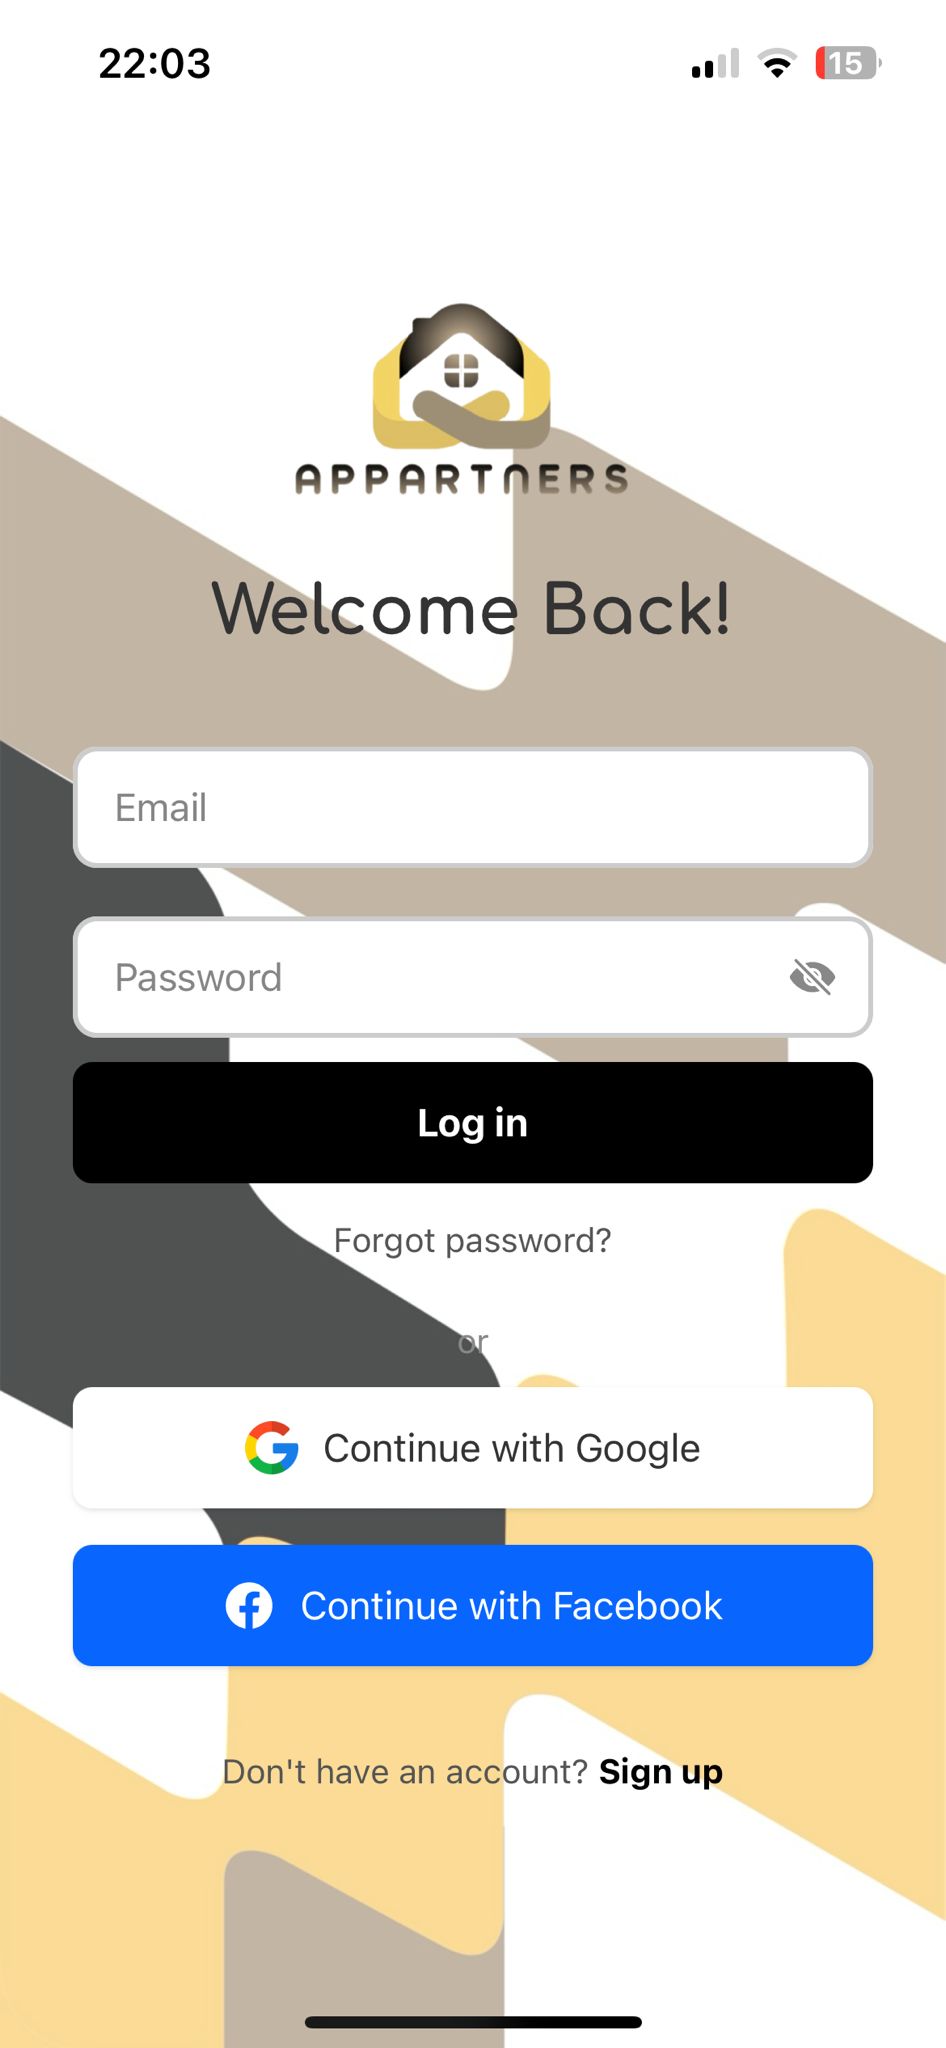 22:03
15
APPARTNERS
Welcome Back!
Email
Password
Log in
Forgot password?
or
Continue with Google
Continue with Facebook
Don't have an account? Sign up